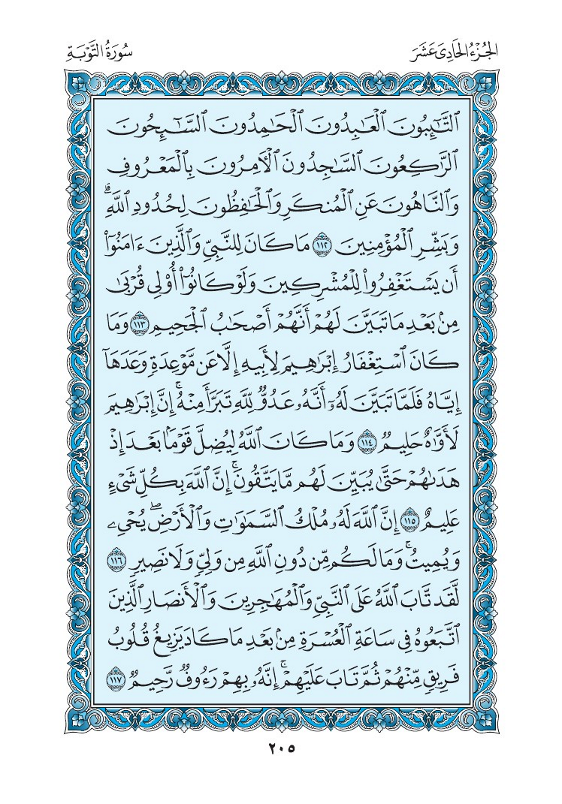 الجُزْءُ الحَادِىَ عَشَرَ
سُورَةُ التَّوْبَةِ
ٱلتَّٰٓئِبُونَ ٱلْعَٰبِدُونَ ٱلْحَٰمِدُونَ ٱلسَّٰٓئِحُونَ
ٱلرَّٰكِعُونَ ٱلسَّٰجِدُونَ ٱلْءَامِرُونَ بِٱلْمَعْرُوفِ
وَٱلنَّاهُونَ عَنِ ٱلْمُنكَرِ وَٱلْحَٰفِظُونَ لِحُدُودِ ٱللَّهِۗ
وَبَشِّرِ ٱلْمُؤْمِنِينَ ١١٢ مَا كَانَ لِلنَّبِيِّ وَٱلَّذِينَ ءَامَنُوٓا۟
أَن يَسْتَغْفِرُوا۟ لِلْمُشْرِكِينَ وَلَوْ كَانُوٓا۟ أُو۟لِى قُرْبَىٰ
مِنۢ بَعْدِ مَا تَبَيَّنَ لَهُمْ أَنَّهُمْ أَصْحَٰبُ ٱلْجَحِيمِ ١١٣ وَمَا
كَانَ ٱسْتِغْفَارُ إِبْرَٰهِيمَ لِأَبِيهِ إِلَّا عَن مَّوْعِدَةٍ وَعَدَهَآ
إِيَّاهُ فَلَمَّا تَبَيَّنَ لَهُۥٓ أَنَّهُۥ عَدُوٌّ لِّلَّهِ تَبَرَّأَ مِنْهُۚ إِنَّ إِبْرَٰهِيمَ
لَأَوَّٰهٌ حَلِيمٌ ١١٤ وَمَا كَانَ ٱللَّهُ لِيُضِلَّ قَوْمًۢا بَعْدَ إِذْ
هَدَىٰهُمْ حَتَّىٰ يُبَيِّنَ لَهُم مَّا يَتَّقُونَۚ إِنَّ ٱللَّهَ بِكُلِّ شَىْءٍ
عَلِيمٌ ١١٥ إِنَّ ٱللَّهَ لَهُۥ مُلْكُ ٱلسَّمَٰوَٰتِ وَٱلْأَرْضِۖ يُحْىِۦ
وَيُمِيتُۚ وَمَا لَكُم مِّن دُونِ ٱللَّهِ مِن وَلِىٍّ وَلَا نَصِيرٍ ١١٦
لَّقَد تَّابَ ٱللَّهُ عَلَى ٱلنَّبِىِّ وَٱلْمُهَٰجِرِينَ وَٱلْأَنصَارِ ٱلَّذِينَ
ٱتَّبَعُوهُ فِى سَاعَةِ ٱلْعُسْرَةِ مِنۢ بَعْدِ مَا كَادَ يَزِيغُ قُلُوبُ
فَرِيقٍ مِّنْهُمْ ثُمَّ تَابَ عَلَيْهِمْۚ إِنَّهُۥ بِهِمْ رَءُوفٌ رَّحِيمٌ ١١٧
٢٠٥